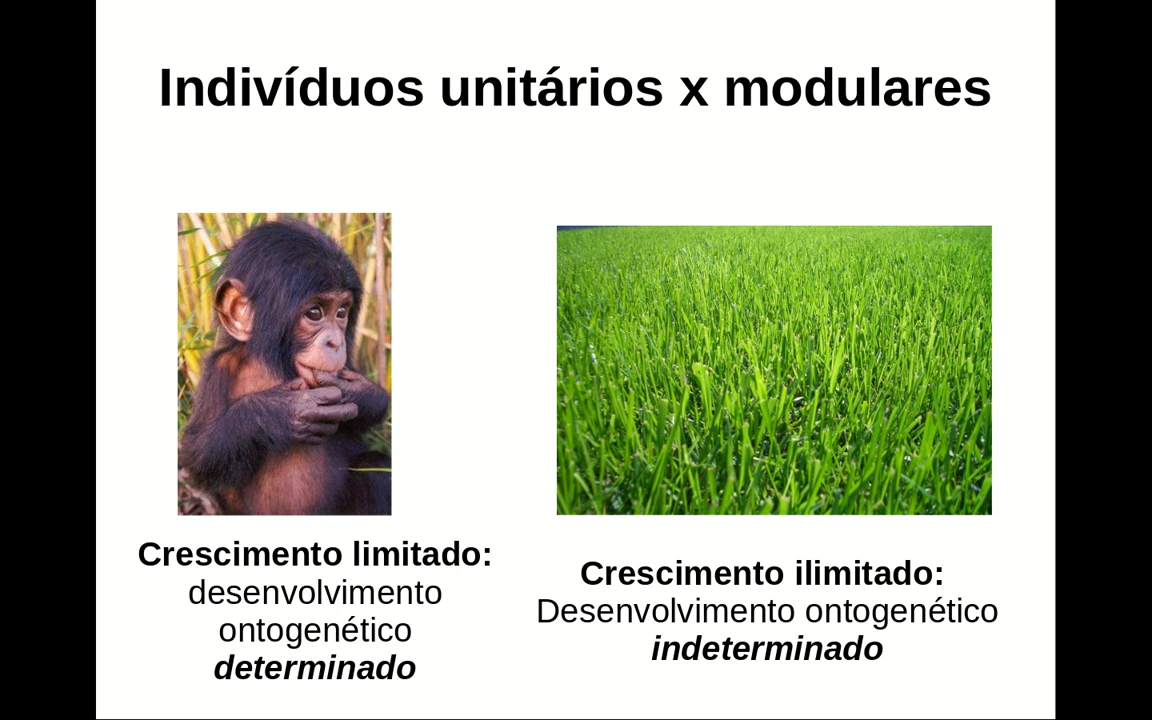 Indivíduos unitários x modulares
Crescimento limitado:
desenvolvimento
ontogenético
determinado
Crescimento ilimitado:
Desenvolvimento ontogenético
indeterminado